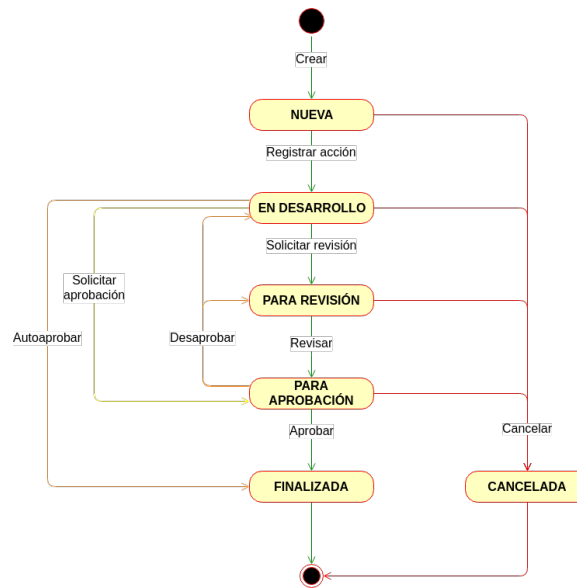 Crear
NUEVA
Registrar acción
EN DESARROLLO
Solicitar revisión
Solicitar
aprobación
PARA REVISIÓN
Autoaprobar
Desaprobar
Revisar
PARA
APROBACIÓN
Aprobar
Cancelar
FINALIZADA
CANCELADA